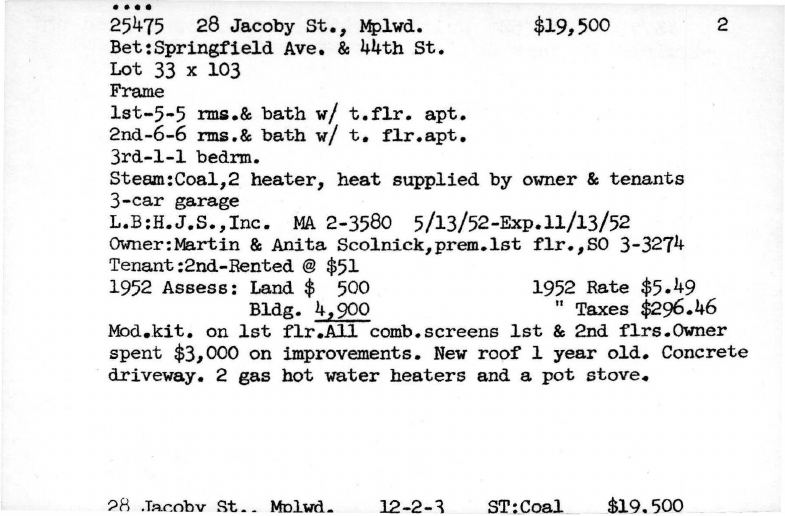 25475 28 Jacoby St., Mplwd. $19,500 2
Bet:Springfield Ave. & 44th St.
Lot 33 x 103
Frame
1st-5-5 rms.& bath w/ t.flr. apt.
2nd-6-6 rms.& bath w/ t. flr.apt.
3rd-1-1 bedrm.
Steam:Coal,2 heater, heat supplied by owner & tenants
3-car garage
L.B:H.J.S.,Inc. MA 2-3580 5/13/52-Exp.11/13/52
Owner:Martin & Anita Scolnick,prem.1st flr.,SO 3-3274
Tenant:2nd-Rented @ $51
1952 Assess: Land $ 500 1952 Rate $5.49
Bldg. 4,900 " Taxes $296.46
Mod.kit. on 1st flr.All comb.screens 1st & 2nd flrs.Owner
spent $3,000 on improvements. New roof 1 year old. Concrete
driveway. 2 gas hot water heaters and a pot stove.
28 Jacoby St.. Mplwd. 12-2-3 ST:Coal $19.500